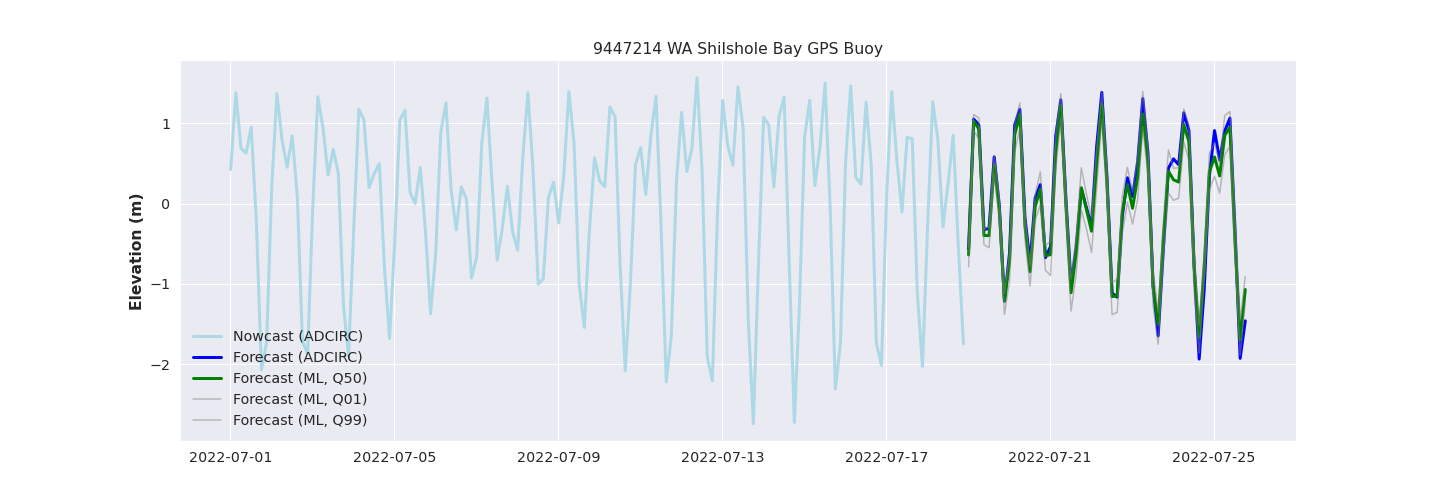 9447214 WA Shilshole Bay GPS Buoy
Elevation (m)
1
0
−1
−2
Nowcast (ADCIRC)
Forecast (ADCIRC)
Forecast (ML, Q50)
Forecast (ML, Q01)
Forecast (ML, Q99)
2022-07-01
2022-07-05
2022-07-09
2022-07-13
2022-07-17
2022-07-21
2022-07-25